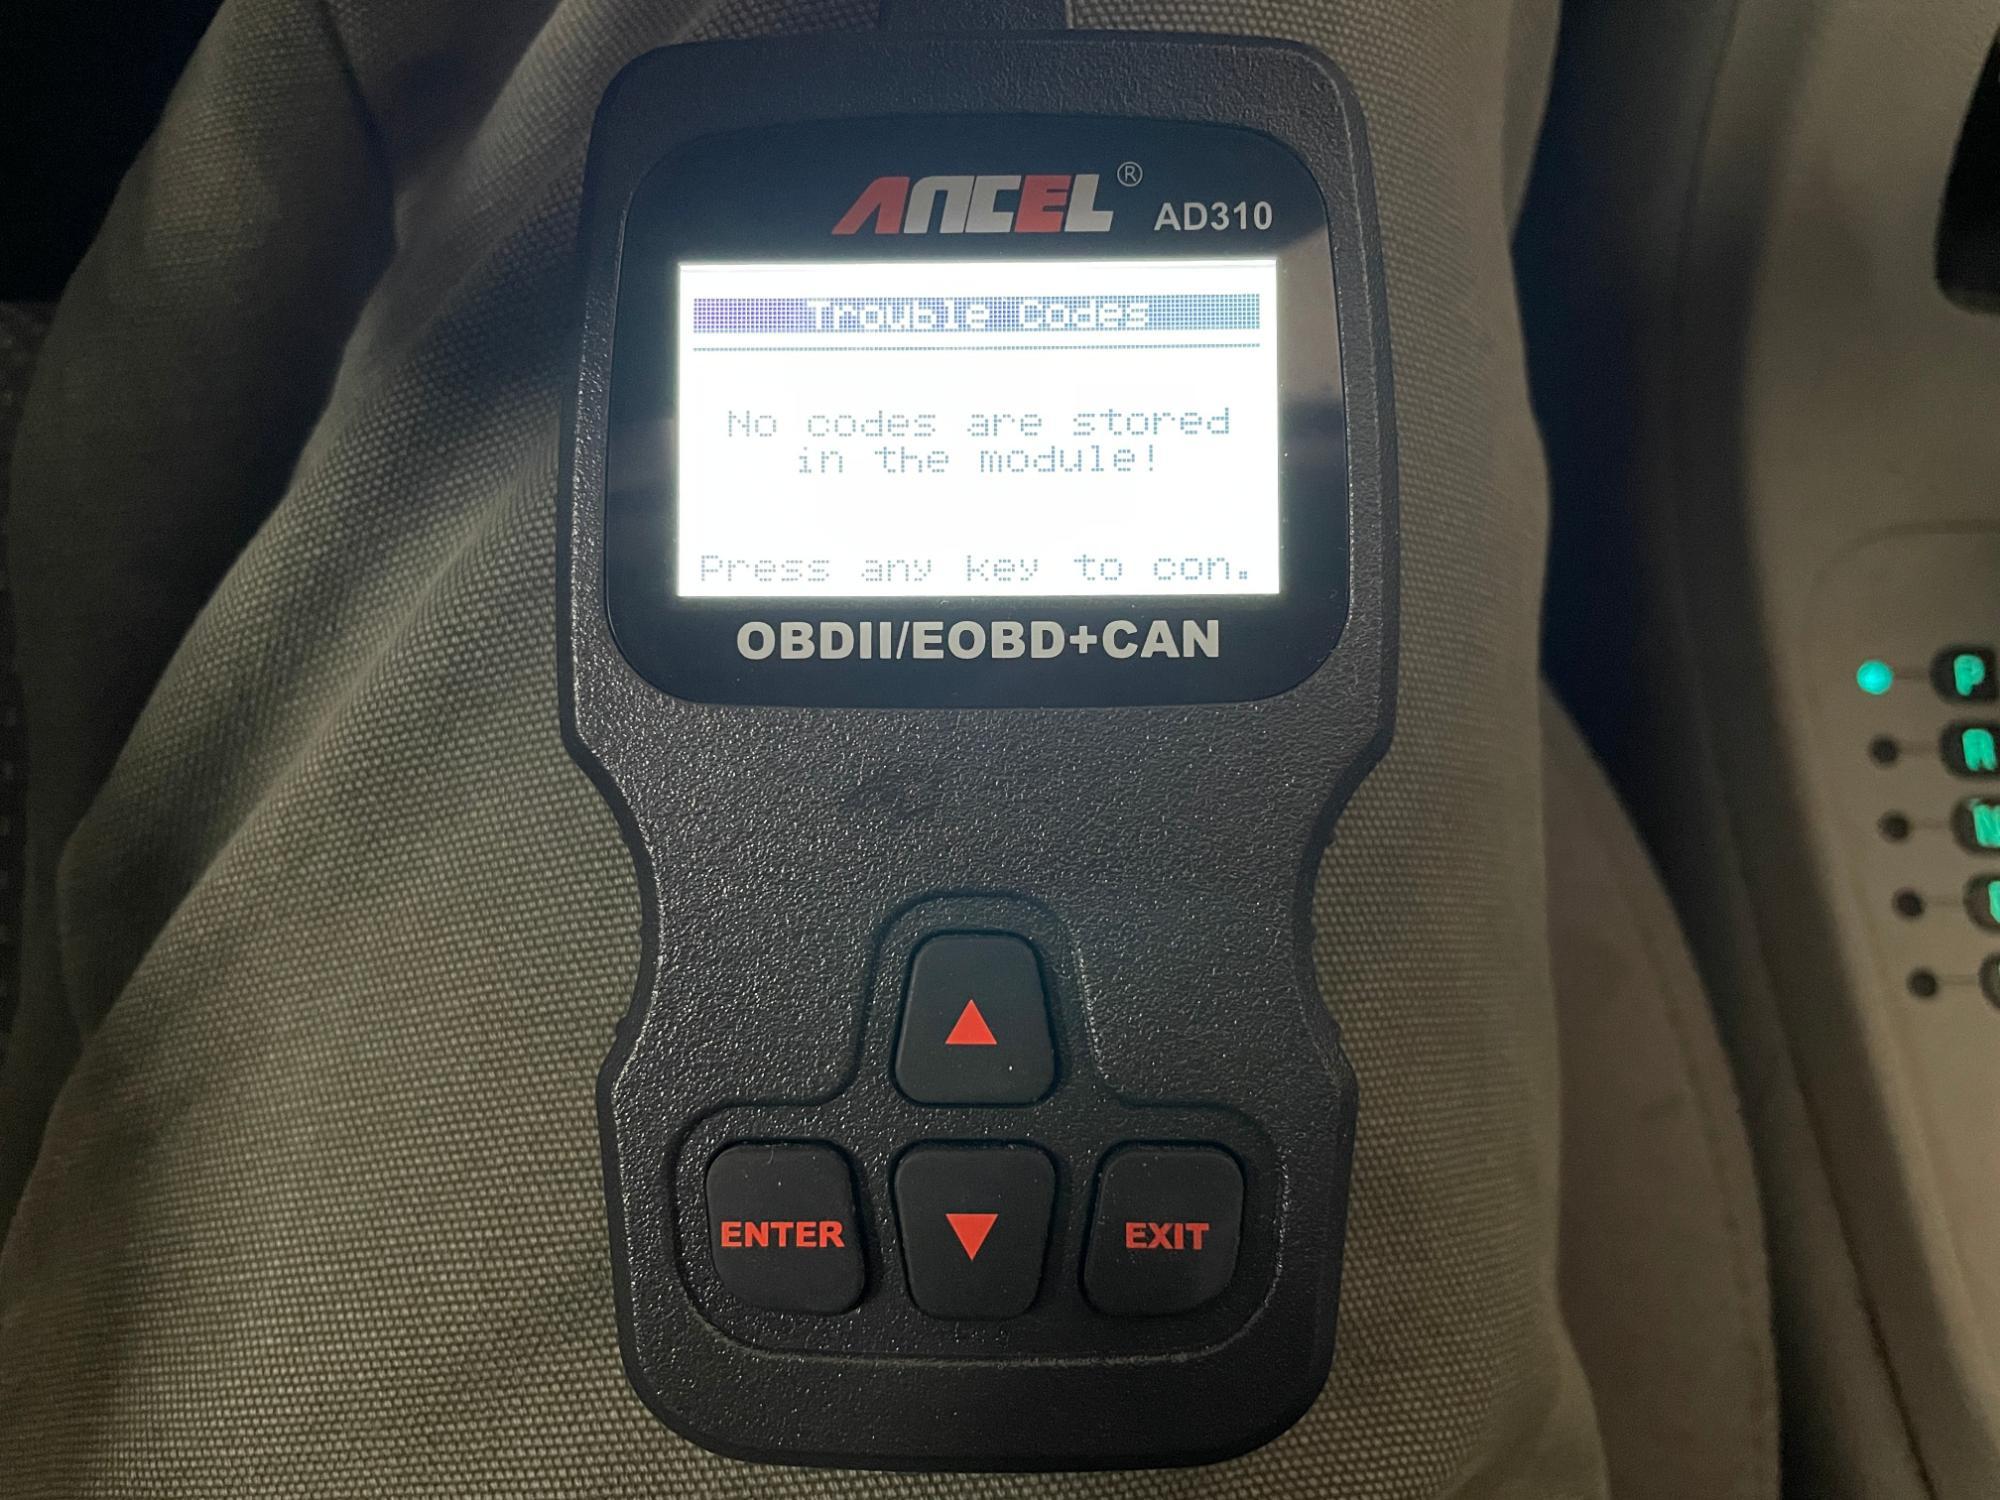 ANCEL® AD310
Trouble Codes
No codes are stored
in the module!
Press any key to con.
OBDII/EOBD+CAN
ENTER
EXIT
P
R
N